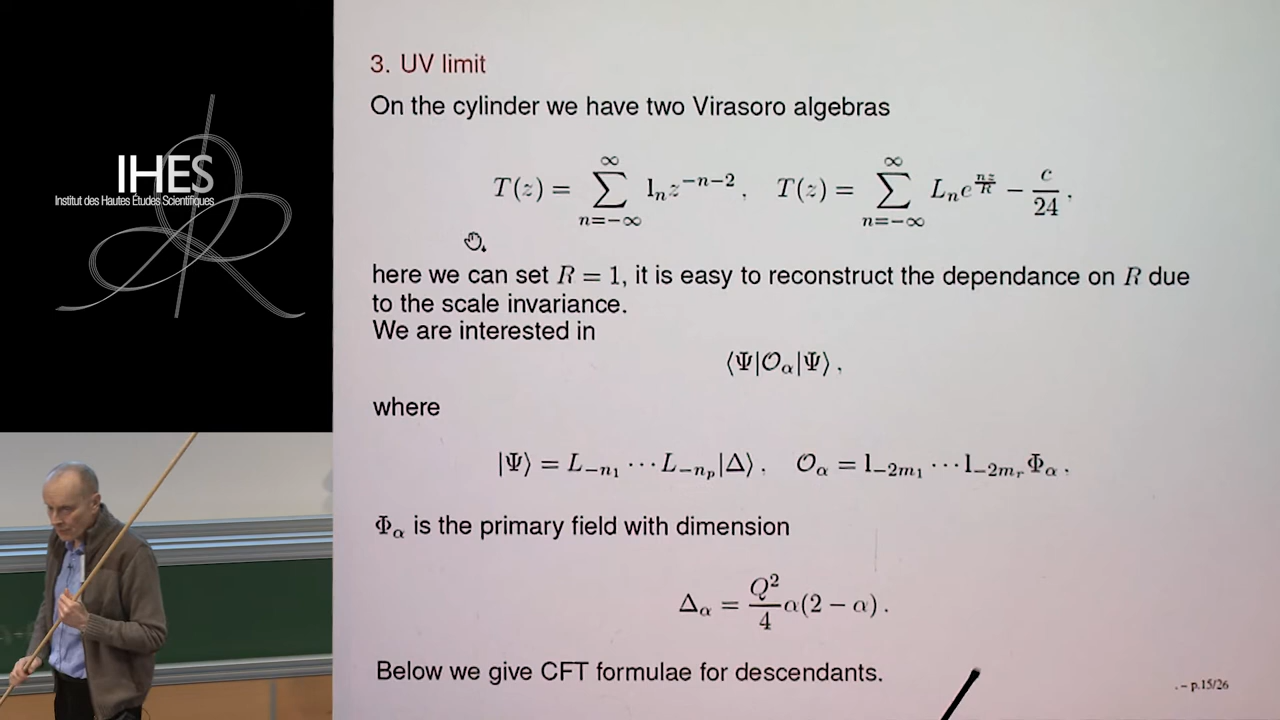 IHES
Institut des Hautes Études Scientifiques
3. UV limit
On the cylinder we have two Virasoro algebras
T(z) = ∑_{n=−∞}^{∞} l_n z^{−n−2}, T(z) = ∑_{n=−∞}^{∞} L_n e^{nz/R} − c/24,
here we can set R = 1, it is easy to reconstruct the dependance on R due
to the scale invariance.
We are interested in
⟨Ψ|O_α|Ψ⟩,
where
|Ψ⟩ = L_{−n_1} ··· L_{−n_p}|Δ⟩, O_α = l_{−2m_1} ··· l_{−2m_r} Φ_α.
Φ_α is the primary field with dimension
Δ_α = Q²/4 α(2 − α).
Below we give CFT formulae for descendants.
. – p.15/26